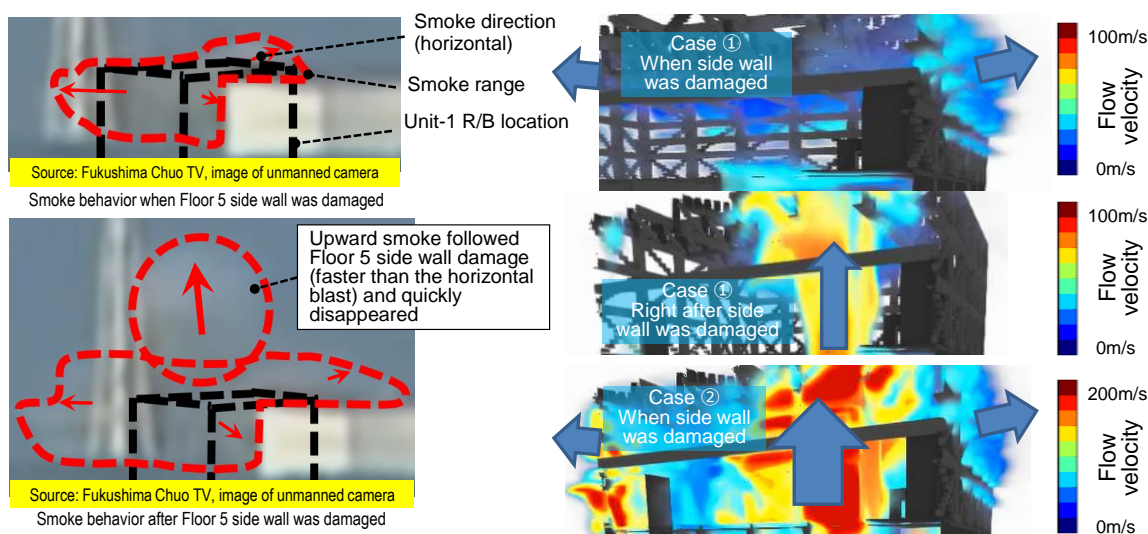 Smoke direction
(horizontal)
Smoke range
Unit-1 R/B location
Source: Fukushima Chuo TV, image of unmanned camera
Smoke behavior when Floor 5 side wall was damaged
Upward smoke followed
Floor 5 side wall damage
(faster than the horizontal
blast) and quickly
disappeared
Source: Fukushima Chuo TV, image of unmanned camera
Smoke behavior after Floor 5 side wall was damaged
Case ①
When side wall
was damaged
100m/s
Flow
velocity
0m/s
Case ①
Right after side
wall was damaged
100m/s
Flow
velocity
0m/s
Case ②
When side wall
was damaged
200m/s
Flow
velocity
0m/s